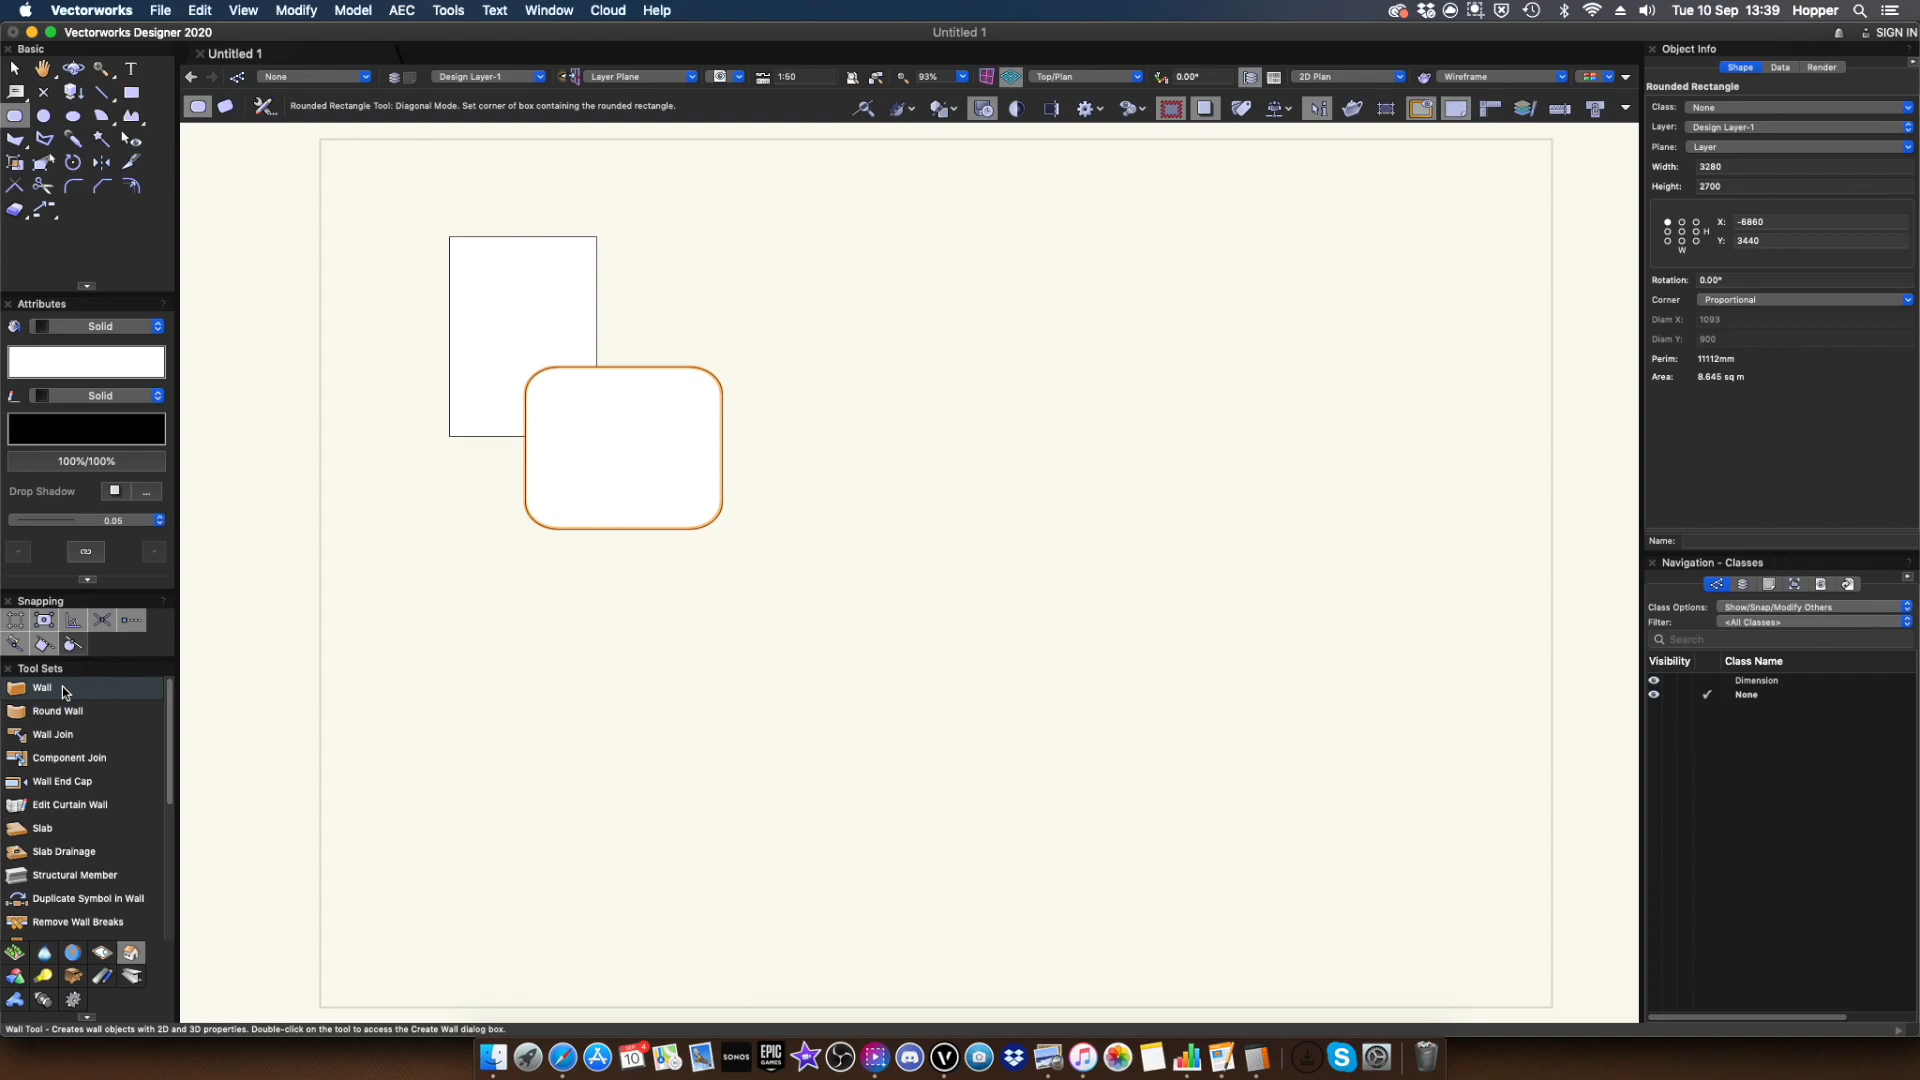 Vectorworks File Edit View Modify Model AEC Tools Text Window Cloud Help Tue 10 Sep 13:39 Hopper
Vectorworks Designer 2020 Untitled 1 SIGN IN
Basic
Untitled 1
Object Info
None Design Layer-1 Layer Plane 1:50 93% Top/Plan 0.00° 2D Plan Wireframe
Shape Data Render
Rounded Rectangle Tool: Diagonal Mode. Set corner of box containing the rounded rectangle.
Rounded Rectangle
Class: None
Layer: Design Layer-1
Plane: Layer
Width: 3280
Height: 2700
X: -6860
H
Y: 3440
W
Rotation: 0.00°
Corner Proportional
Diam X: 1093
Diam Y: 900
Perim: 11112mm
Area: 8.645 sq m
Name:
Attributes ?
Solid
Solid
100%/100%
Drop Shadow ...
0.05
Snapping ?
Tool Sets
Wall
Round Wall
Wall Join
Component Join
Wall End Cap
Edit Curtain Wall
Slab
Slab Drainage
Structural Member
Duplicate Symbol in Wall
Remove Wall Breaks
Navigation - Classes ?
Class Options: Show/Snap/Modify Others
Filter: <All Classes>
Search
Visibility Class Name
Dimension
None
Wall Tool - Creates wall objects with 2D and 3D properties. Double-click on the tool to access the Create Wall dialog box.
10
SONOS
EPIC
GAMES